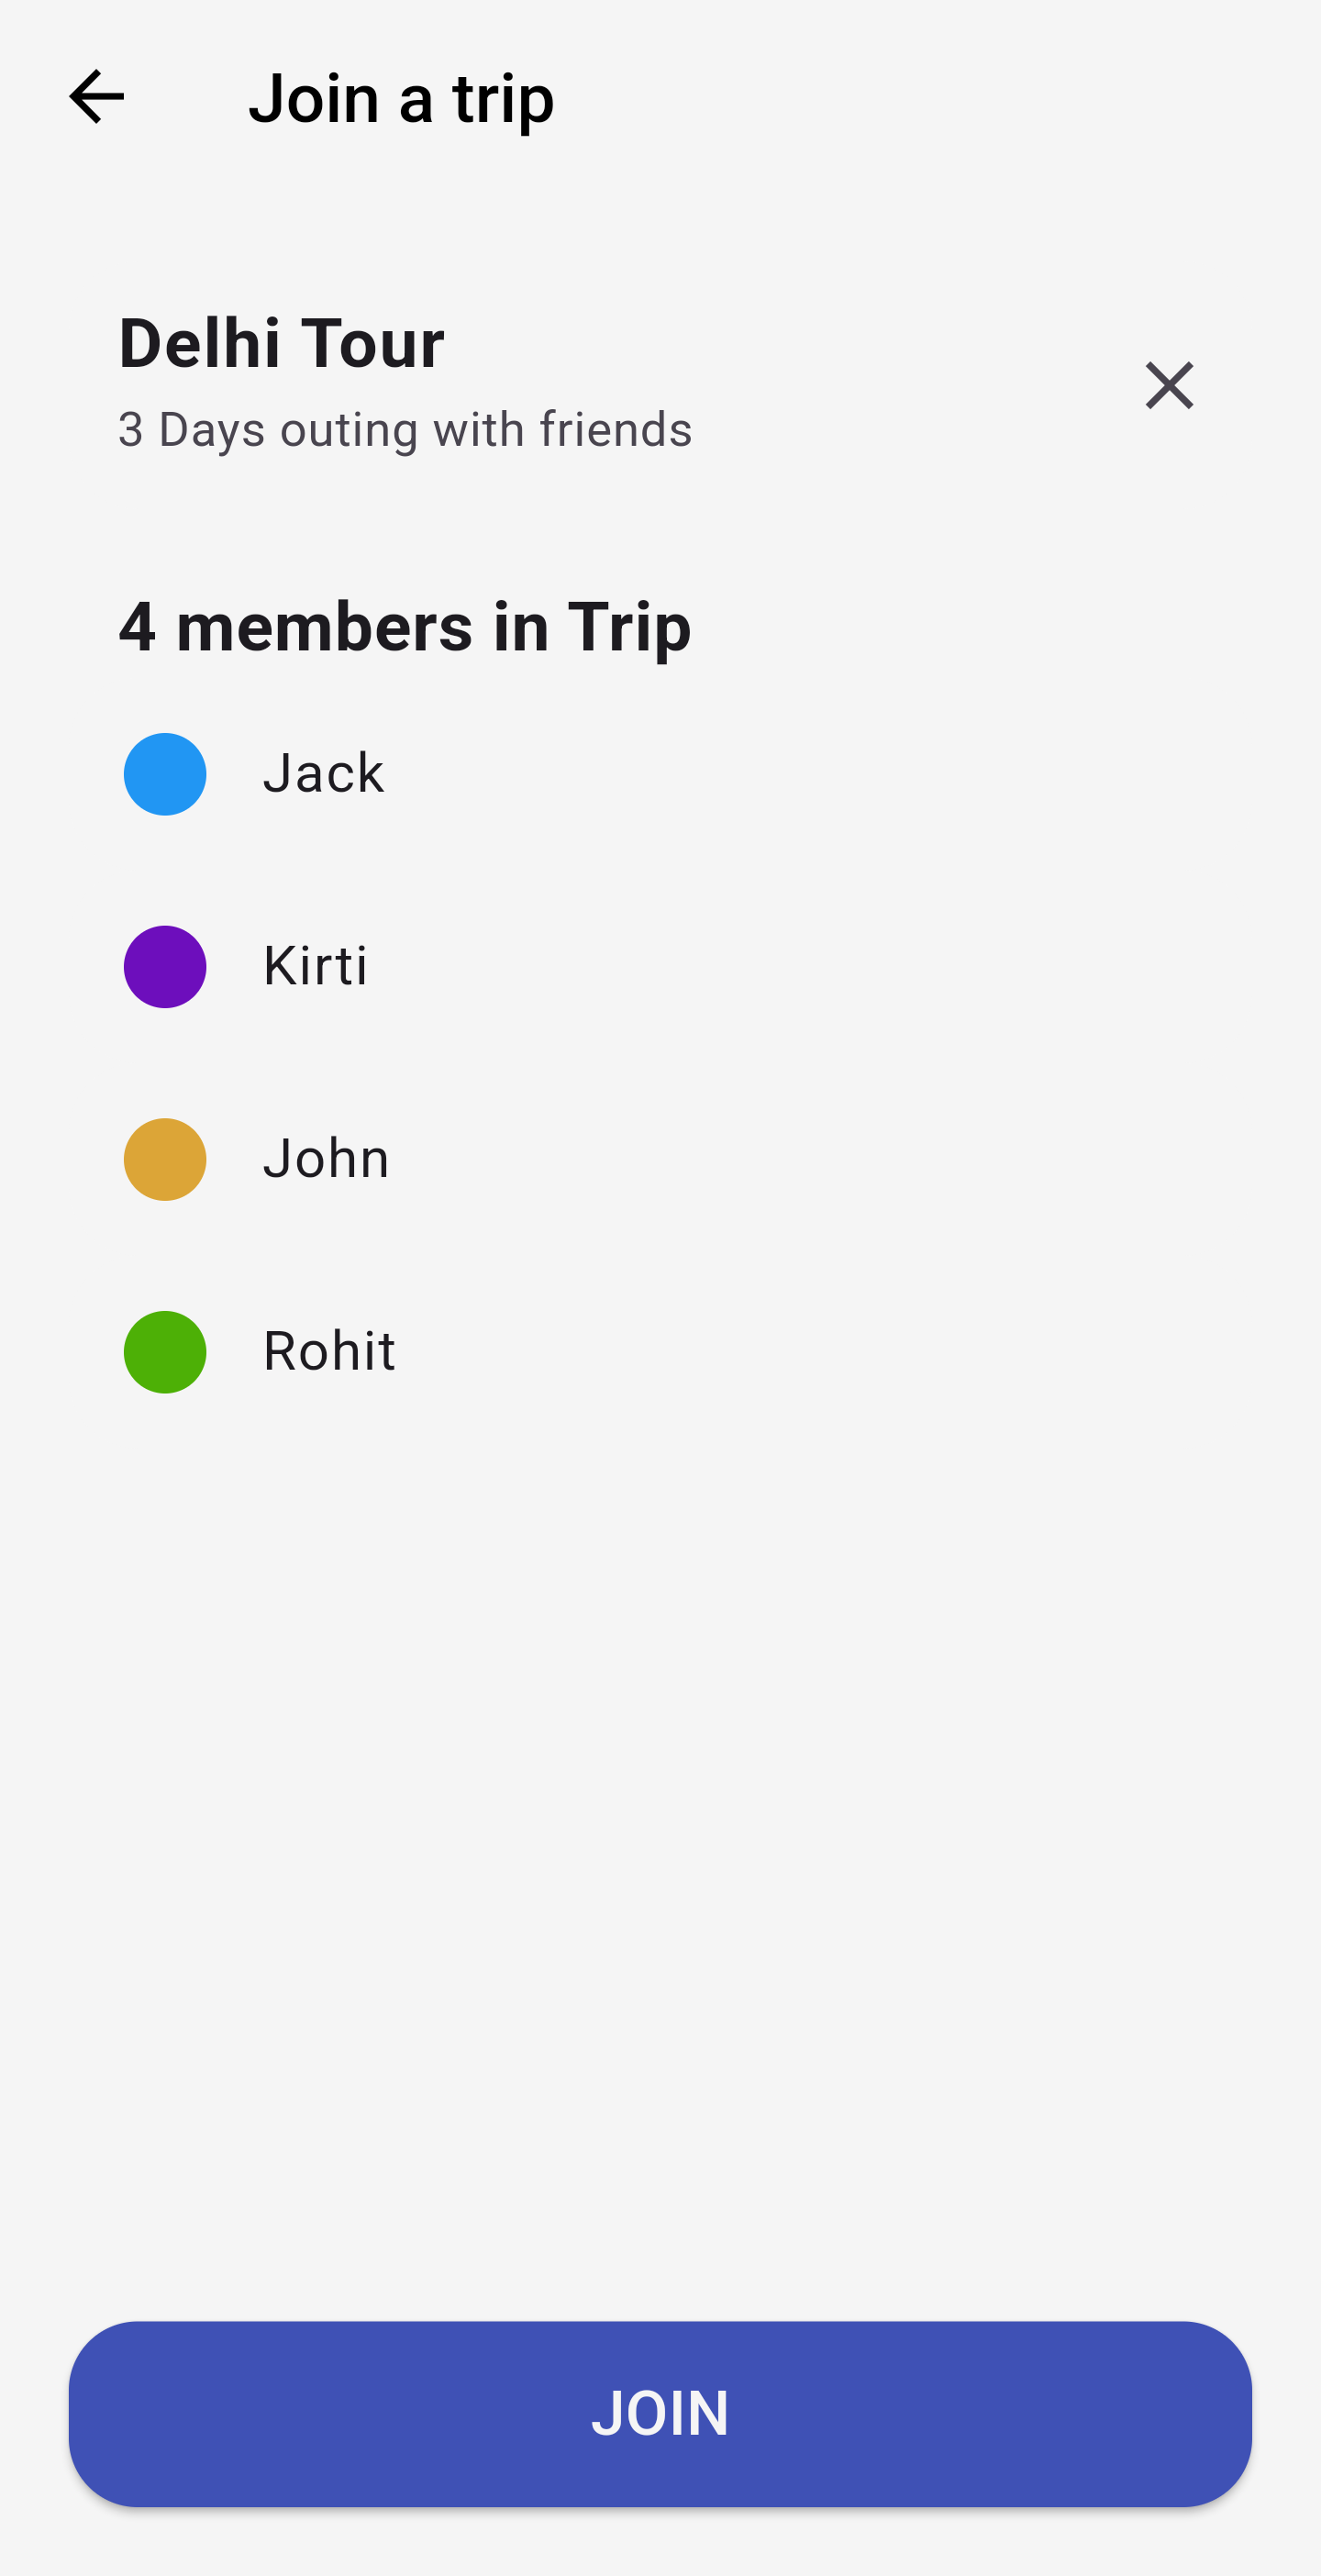 Join a trip
Delhi Tour
3 Days outing with friends
4 members in Trip
Jack
Kirti
John
Rohit
JOIN